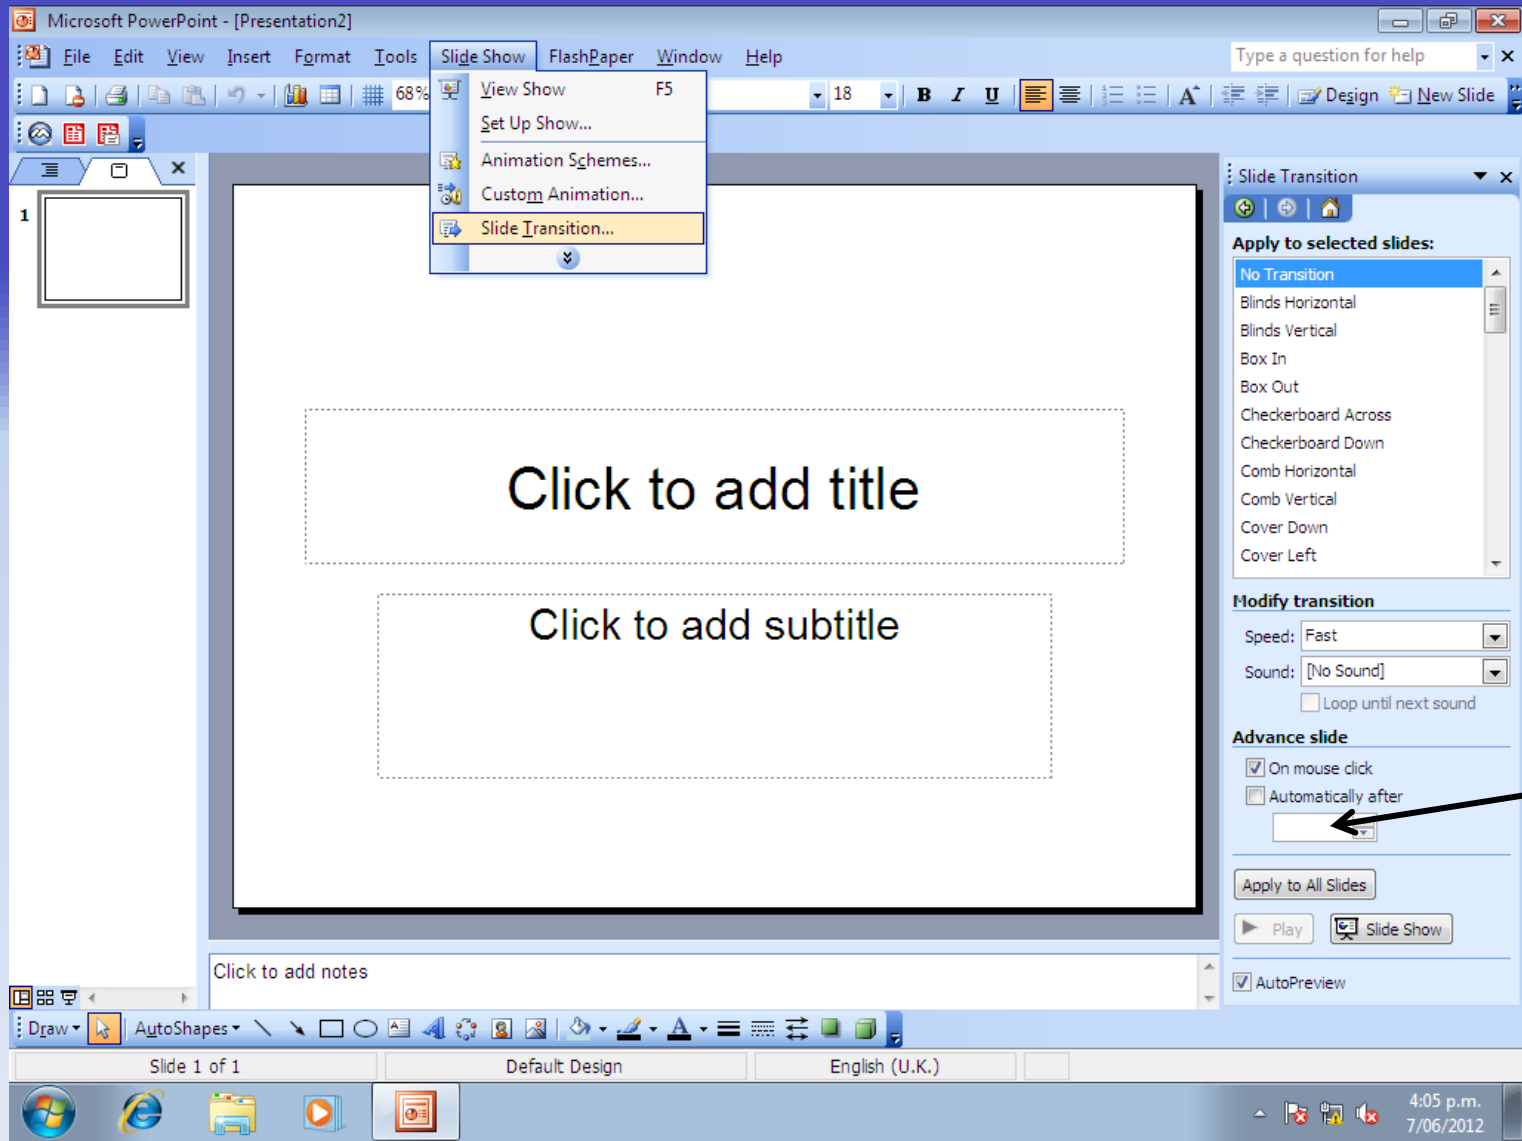 Microsoft PowerPoint - [Presentation2]
File Edit View Insert Format Tools Slide Show FlashPaper Window Help Type a question for help
68% 18 B I U Design New Slide
View Show F5
Set Up Show...
Animation Schemes...
Custom Animation...
Slide Transition...
1
Click to add title
Click to add subtitle
Click to add notes
Slide Transition
Apply to selected slides:
No Transition
Blinds Horizontal
Blinds Vertical
Box In
Box Out
Checkerboard Across
Checkerboard Down
Comb Horizontal
Comb Vertical
Cover Down
Cover Left
Modify transition
Speed: Fast
Sound: [No Sound]
Loop until next sound
Advance slide
On mouse click
Automatically after
Apply to All Slides
Play Slide Show
AutoPreview
Draw AutoShapes A
Slide 1 of 1 Default Design English (U.K.)
4:05 p.m.
7/06/2012